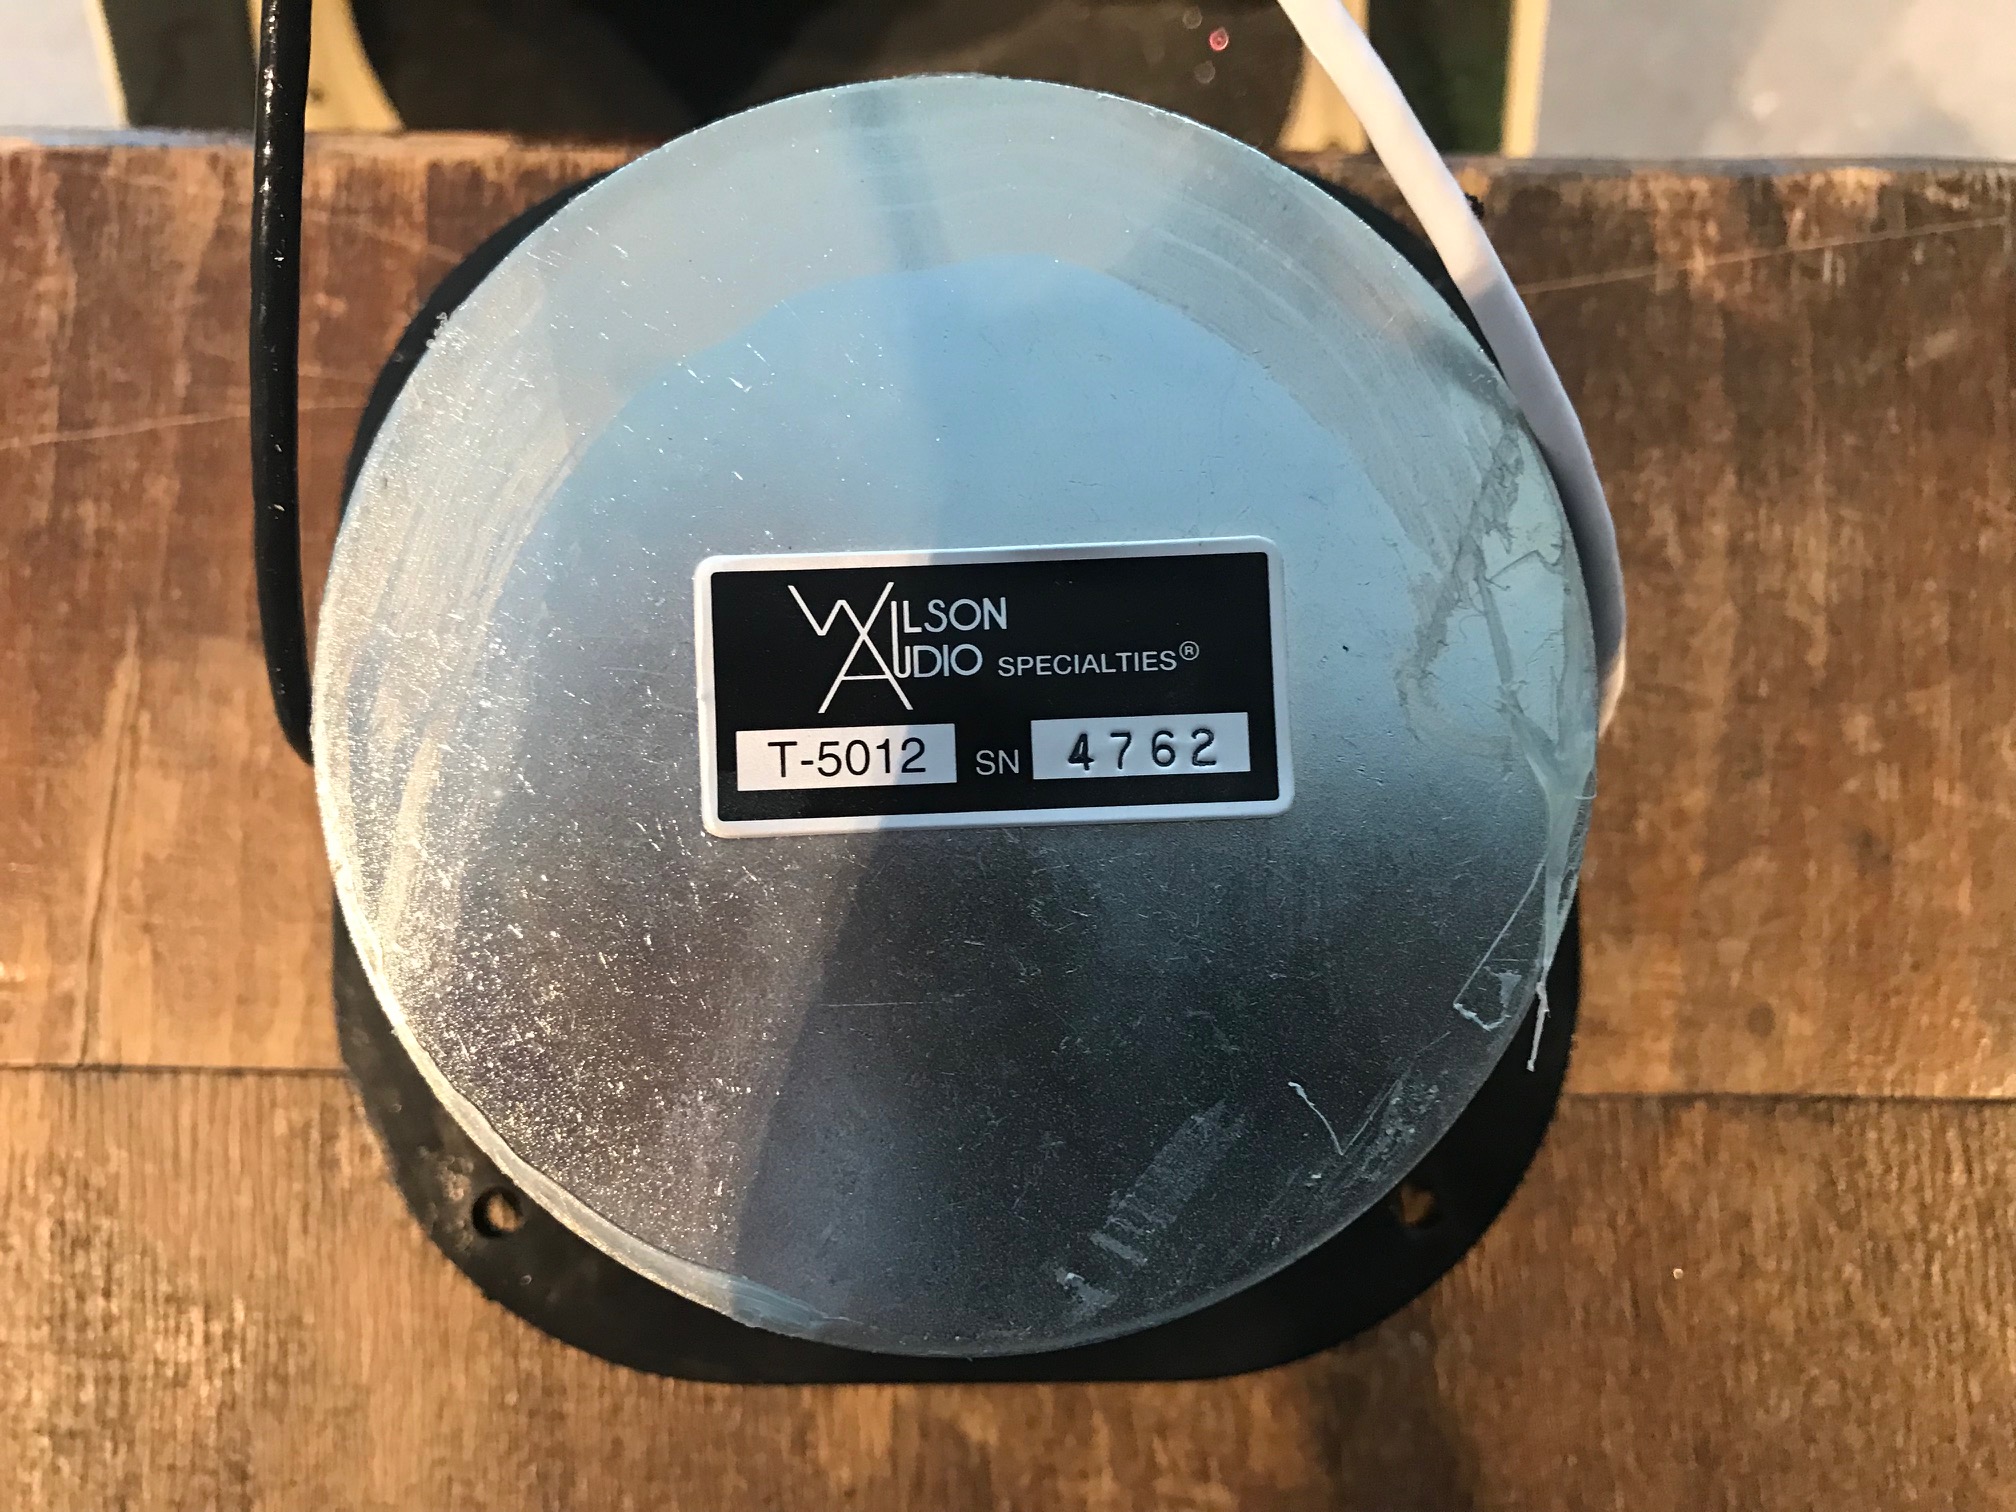 WILSON
AUDIO SPECIALTIES®
T-5012 SN 4762